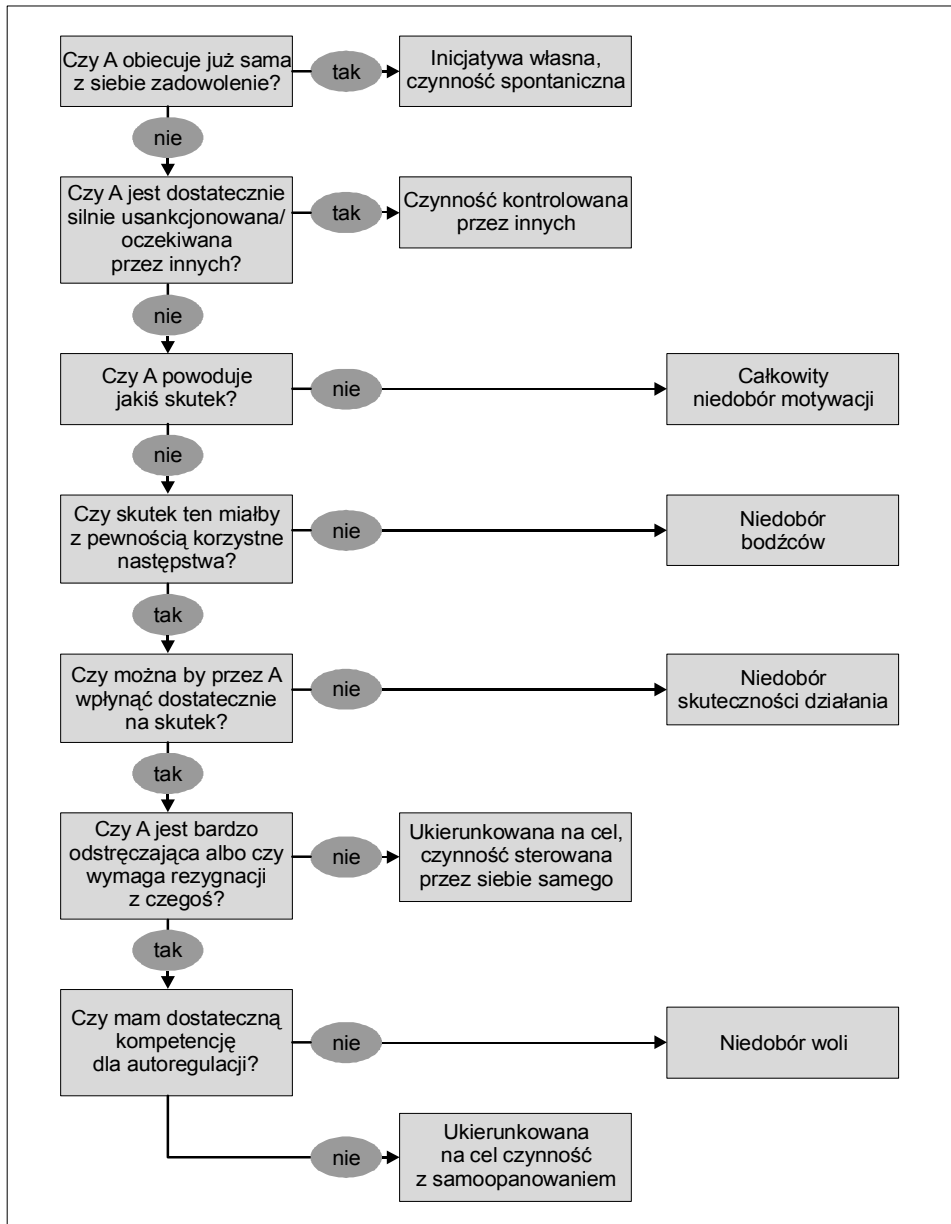 Czy A obiecuje już sama
z siebie zadowolenie?
tak
Inicjatywa własna,
czynność spontaniczna
nie
Czy A jest dostatecznie
silnie usankcjonowana/
oczekiwana
przez innych?
tak
Czynność kontrolowana
przez innych
nie
Czy A powoduje
jakiś skutek?
nie
Całkowity
niedobór motywacji
nie
Czy skutek ten miałby
z pewnością korzystne
następstwa?
nie
Niedobór
bodźców
tak
Czy można by przez A
wpłynąć dostatecznie
na skutek?
nie
Niedobór
skuteczności działania
tak
Czy A jest bardzo
odstręczająca albo czy
wymaga rezygnacji
z czegoś?
nie
Ukierunkowana na cel,
czynność sterowana
przez siebie samego
tak
Czy mam dostateczną
kompetencję
dla autoregulacji?
nie
Niedobór woli
nie
Ukierunkowana
na cel czynność
z samoopanowaniem